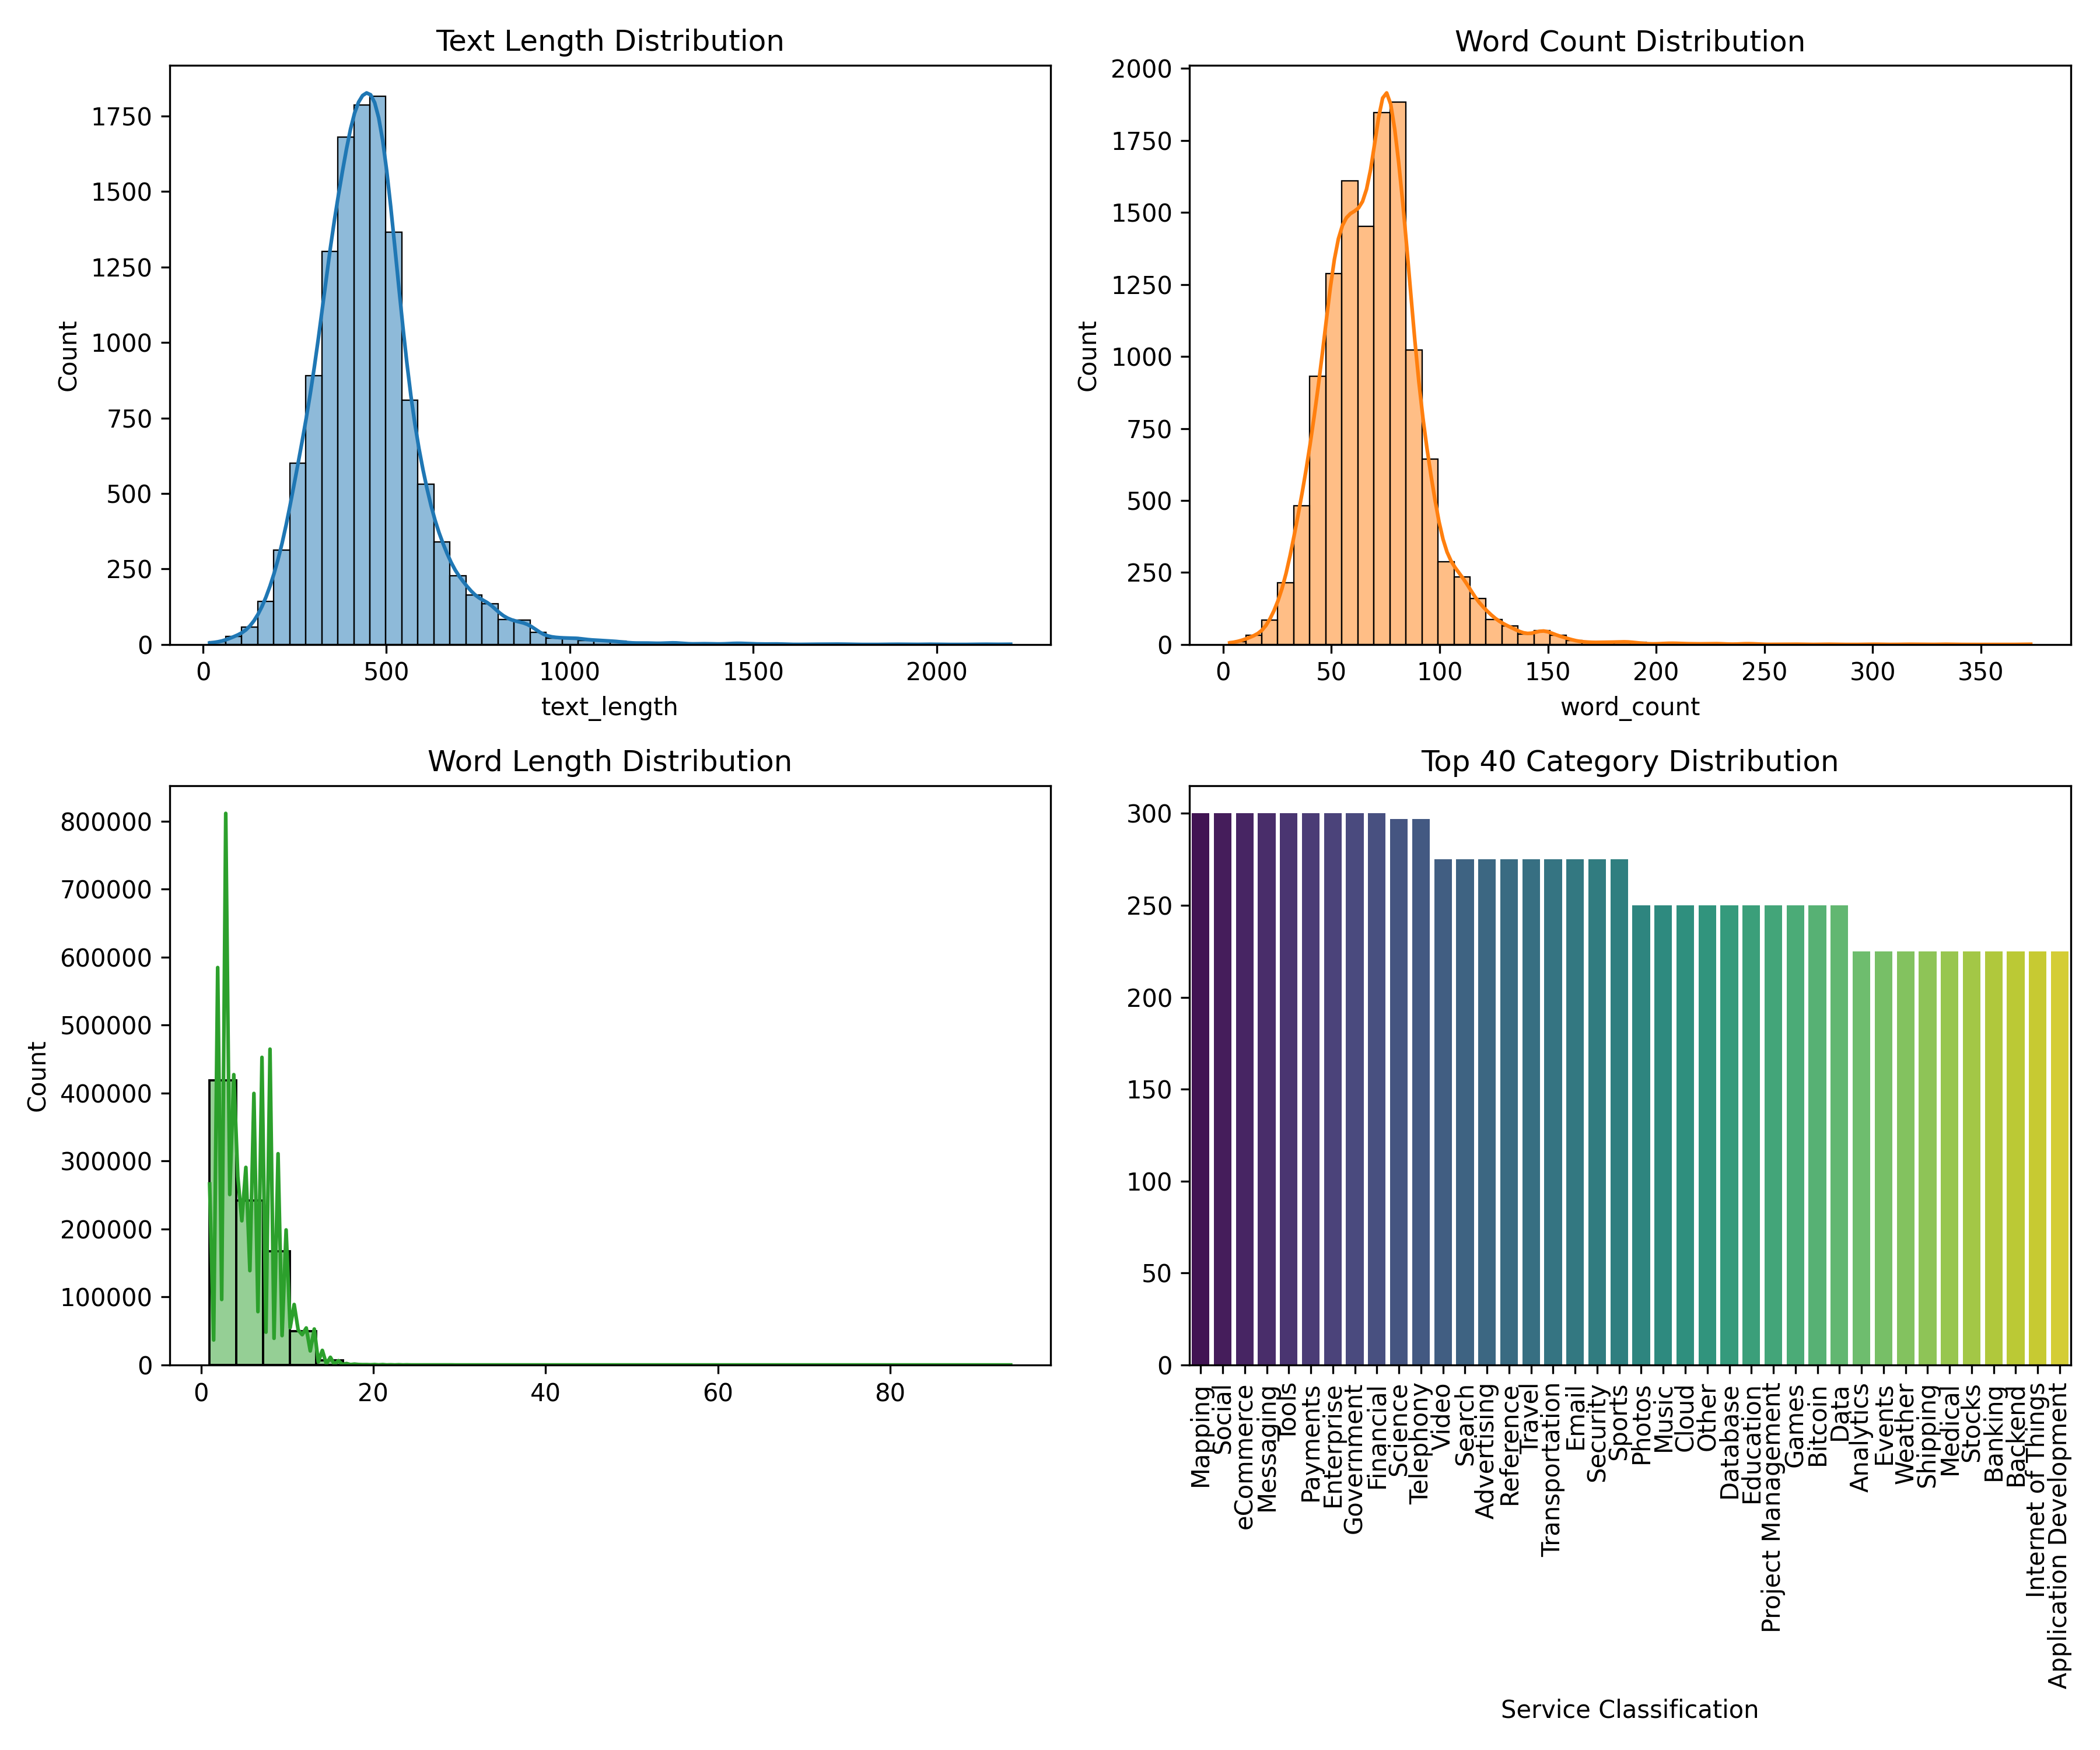 Text Length Distribution
Count
1750
1500
1250
1000
750
500
250
0
0 500 1000 1500 2000
text_length
Word Count Distribution
Count
2000
1750
1500
1250
1000
750
500
250
0
0 50 100 150 200 250 300 350
word_count
Word Length Distribution
Count
800000
700000
600000
500000
400000
300000
200000
100000
0
0 20 40 60 80
Top 40 Category Distribution
300
250
200
150
100
50
0
Mapping
Social
eCommerce
Messaging
Tools
Payments
Enterprise
Government
Financial
Science
Telephony
Video
Search
Advertising
Reference
Travel
Transportation
Email
Security
Sports
Photos
Music
Cloud
Other
Database
Education
Project Management
Games
Bitcoin
Data
Analytics
Events
Weather
Shipping
Medical
Stocks
Banking
Backend
Internet of Things
Application Development
Service Classification